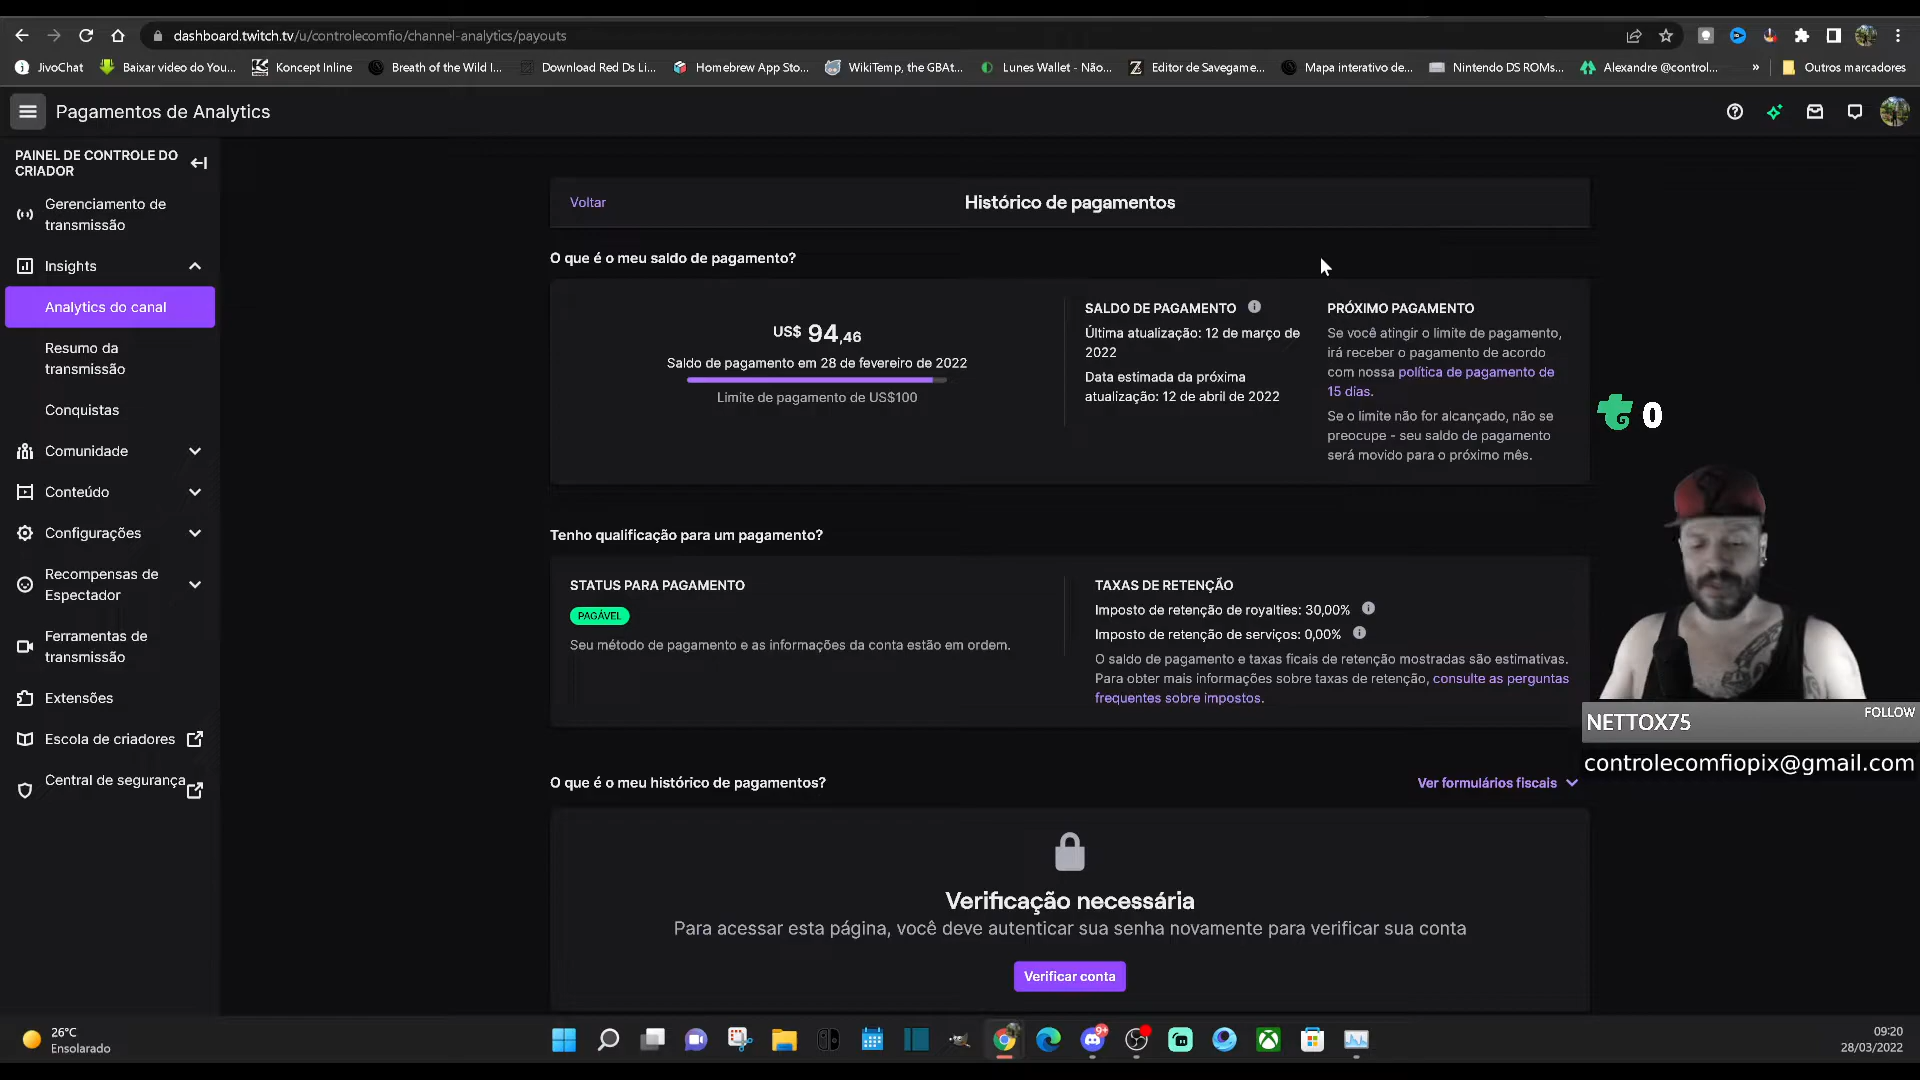 dashboard.twitch.tv/u/controlecomfio/channel-analytics/payouts
JivoChat
Baixar video do You...
Koncept Inline
Breath of the Wild I...
Download Red Ds Li...
Homebrew App Sto...
WikiTemp, the GBAt...
Lunes Wallet - Não...
Editor de Savegame...
Mapa interativo de...
Nintendo DS ROMs...
Alexandre @control...
»
Outros marcadores
Pagamentos de Analytics
PAINEL DE CONTROLE DO
CRIADOR
Gerenciamento de
transmissão
Insights
Analytics do canal
Resumo da
transmissão
Conquistas
Comunidade
Conteúdo
Configurações
Recompensas de
Espectador
Ferramentas de
transmissão
Extensões
Escola de criadores
Central de segurança
Voltar
Histórico de pagamentos
O que é o meu saldo de pagamento?
US$ 94,46
Saldo de pagamento em 28 de fevereiro de 2022
Limite de pagamento de US$100
SALDO DE PAGAMENTO
Última atualização: 12 de março de
2022
Data estimada da próxima
atualização: 12 de abril de 2022
PRÓXIMO PAGAMENTO
Se você atingir o limite de pagamento,
irá receber o pagamento de acordo
com nossa política de pagamento de
15 dias.
Se o limite não for alcançado, não se
preocupe - seu saldo de pagamento
será movido para o próximo mês.
0
Tenho qualificação para um pagamento?
STATUS PARA PAGAMENTO
PAGÁVEL
Seu método de pagamento e as informações da conta estão em ordem.
TAXAS DE RETENÇÃO
Imposto de retenção de royalties: 30,00%
Imposto de retenção de serviços: 0,00%
O saldo de pagamento e taxas ficais de retenção mostradas são estimativas.
Para obter mais informações sobre taxas de retenção, consulte as perguntas
frequentes sobre impostos.
FOLLOW
NETTOX75
controlecomfiopix@gmail.com
O que é o meu histórico de pagamentos?
Ver formulários fiscais
Verificação necessária
Para acessar esta página, você deve autenticar sua senha novamente para verificar sua conta
Verificar conta
26°C
Ensolarado
9+
09:20
28/03/2022